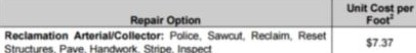 Repair Option
Unit Cost per
Foot²
Reclamation Arterial/Collector: Police, Sawcut, Reclaim, Reset
Structures, Pave, Handwork, Stripe, Inspect
$7.37